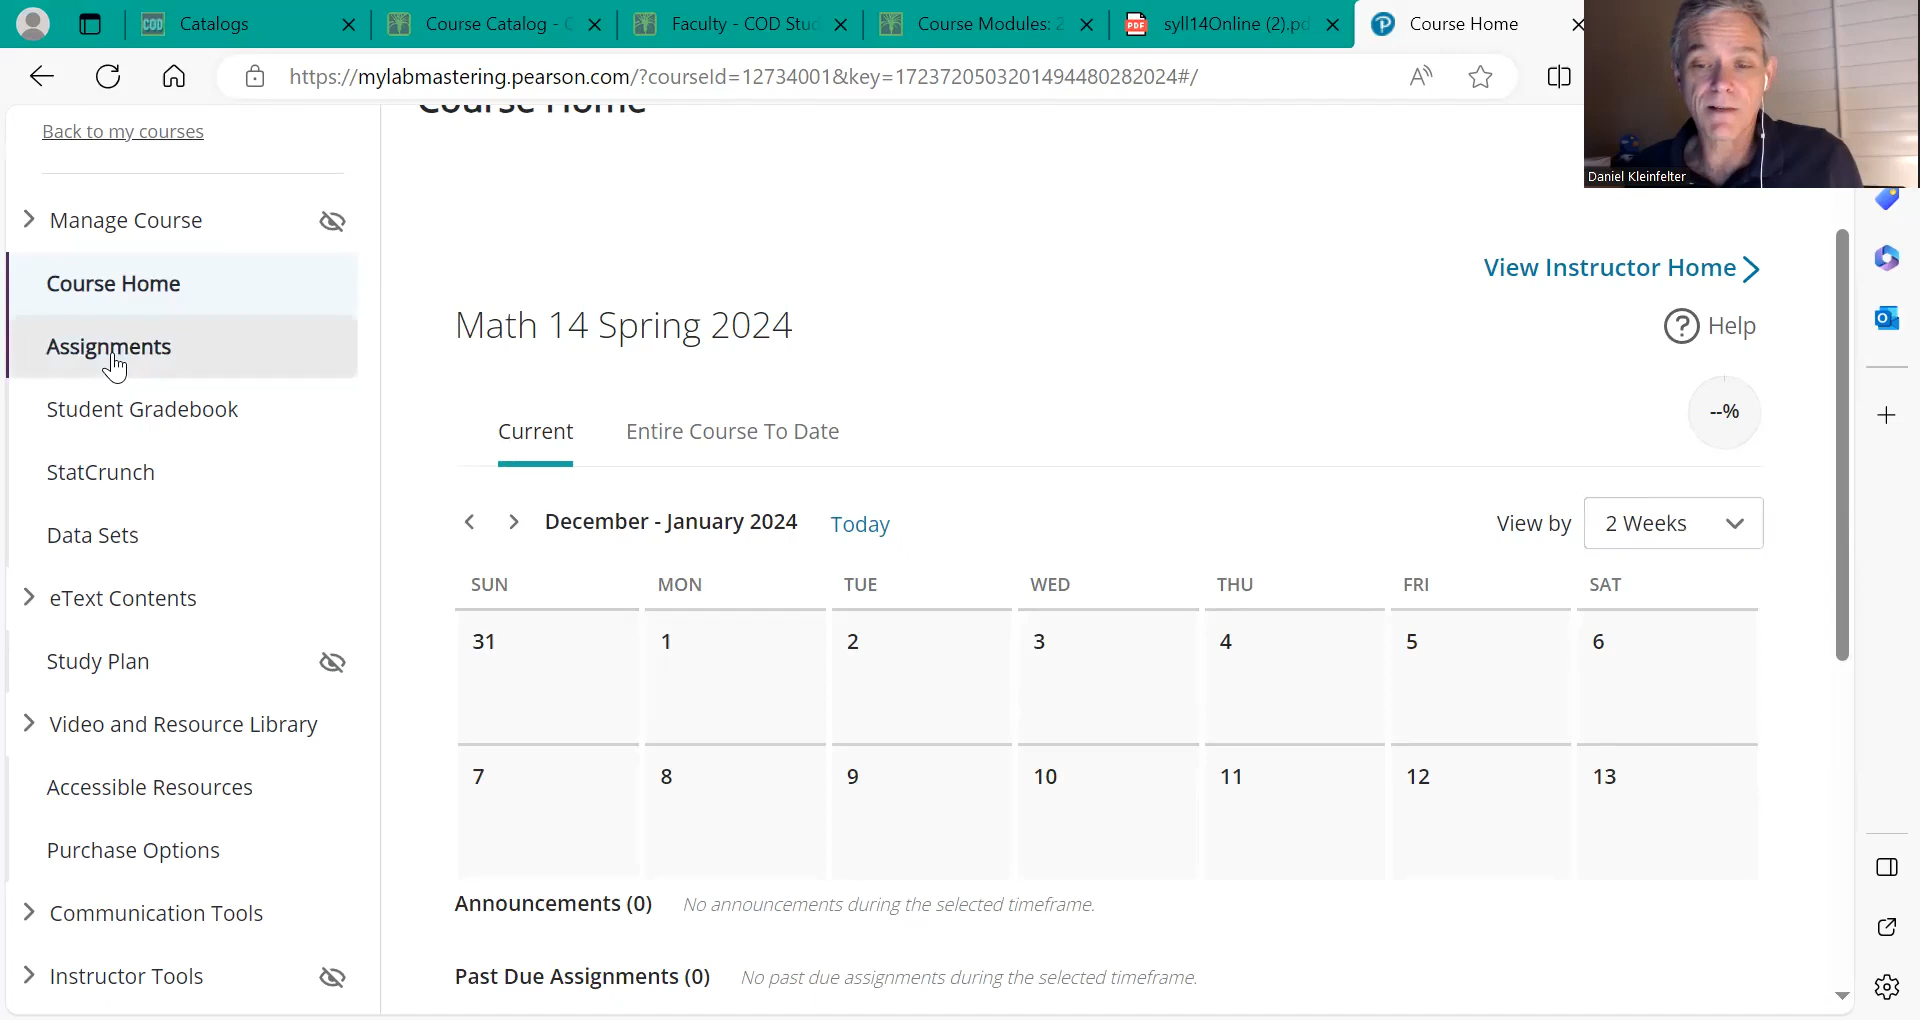 Catalogs
Course Catalog - C
Faculty - COD Stud
Course Modules: 2
PDF
syll14Online (2).pd
Course Home
COD
https://mylabmastering.pearson.com/?courseId=12734001&key=1723720503201494480282024#/
Daniel Kleinfelter
Course Home
Back to my courses
Manage Course
Course Home
Assignments
Student Gradebook
StatCrunch
Data Sets
eText Contents
Study Plan
Video and Resource Library
Accessible Resources
Purchase Options
Communication Tools
Instructor Tools
View Instructor Home
Math 14 Spring 2024
? Help
--%
Current
Entire Course To Date
December - January 2024
Today
View by
2 Weeks
SUN MON TUE WED THU FRI SAT
31 1 2 3 4 5 6
7 8 9 10 11 12 13
Announcements (0) No announcements during the selected timeframe.
Past Due Assignments (0) No past due assignments during the selected timeframe.